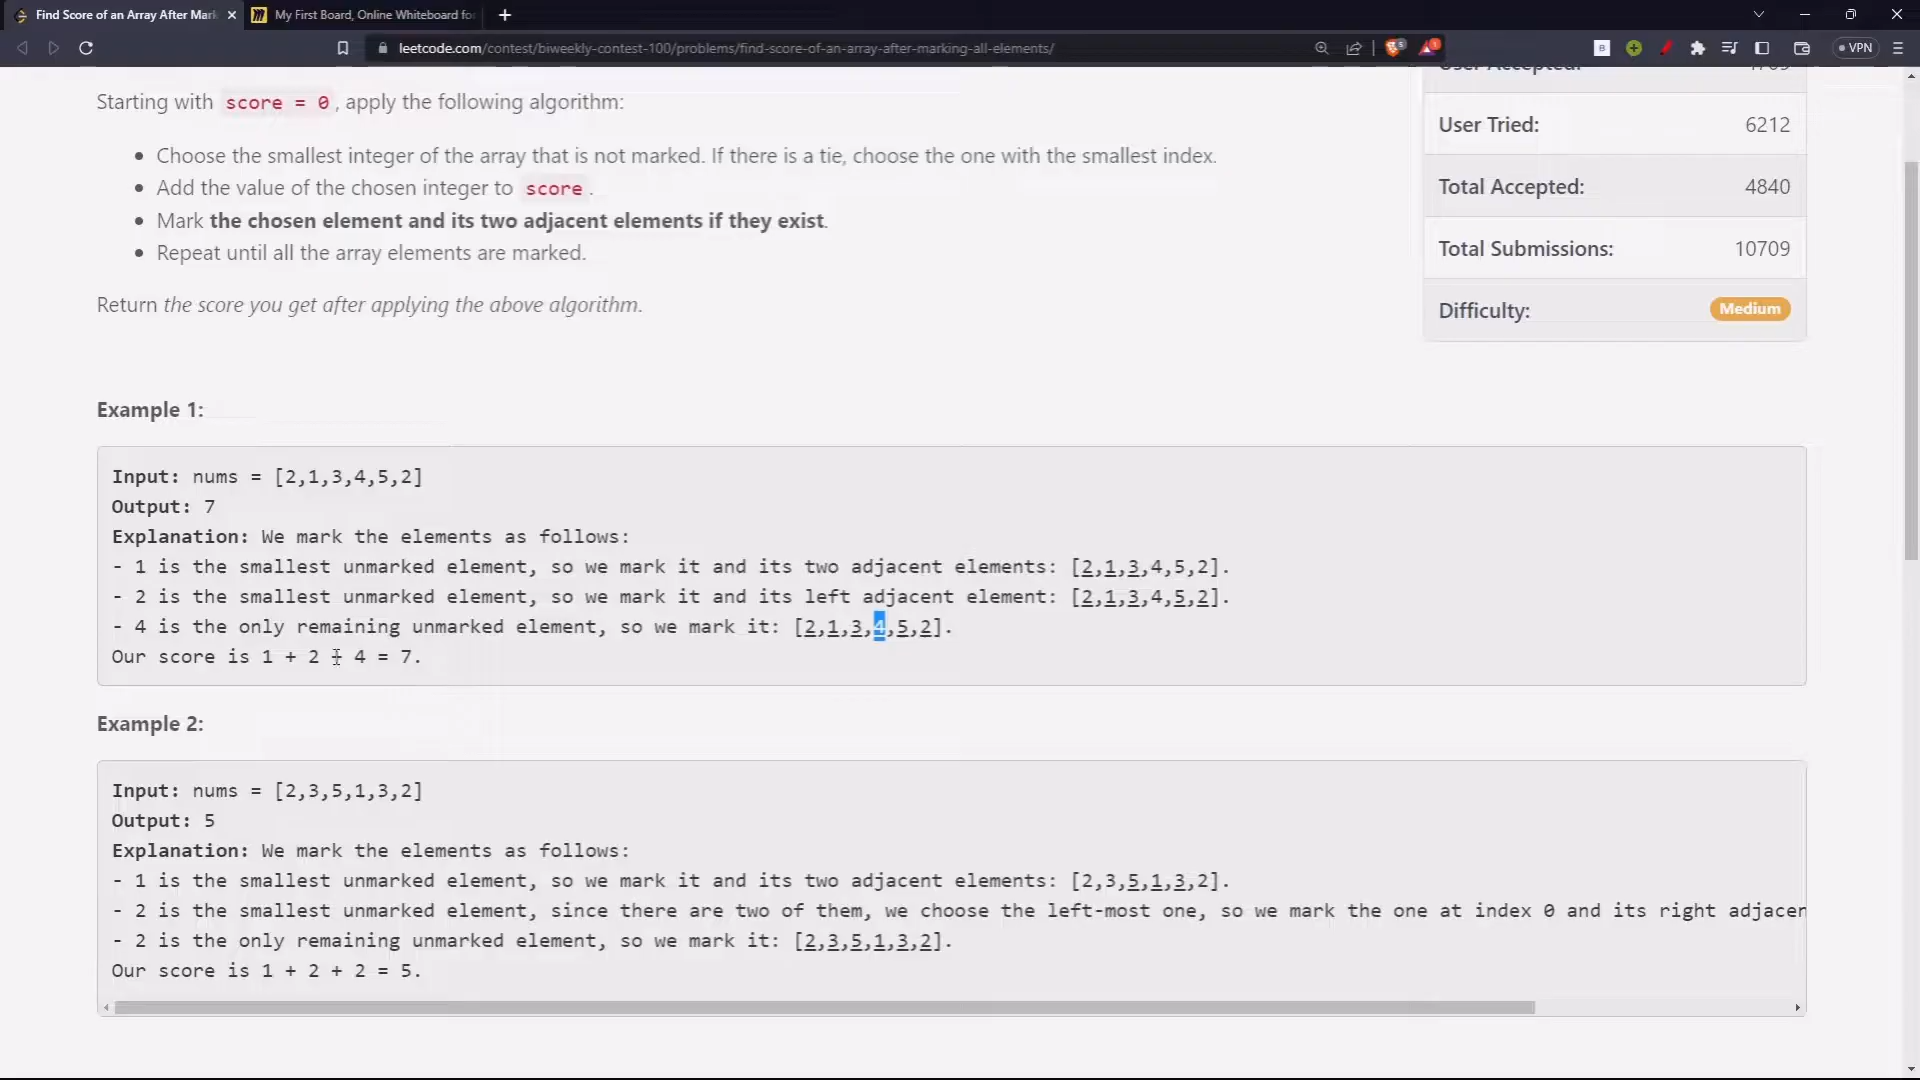 Find Score of an Array After Mark
My First Board, Online Whiteboard for
leetcode.com/contest/biweekly-contest-100/problems/find-score-of-an-array-after-marking-all-elements/
VPN
Starting with score = 0, apply the following algorithm:
• Choose the smallest integer of the array that is not marked. If there is a tie, choose the one with the smallest index.
• Add the value of the chosen integer to score.
• Mark the chosen element and its two adjacent elements if they exist.
• Repeat until all the array elements are marked.
Return the score you get after applying the above algorithm.
User Accepted:
User Tried: 6212
Total Accepted: 4840
Total Submissions: 10709
Difficulty: Medium
Example 1:
Input: nums = [2,1,3,4,5,2]
Output: 7
Explanation: We mark the elements as follows:
- 1 is the smallest unmarked element, so we mark it and its two adjacent elements: [2,1,3,4,5,2].
- 2 is the smallest unmarked element, so we mark it and its left adjacent element: [2,1,3,4,5,2].
- 4 is the only remaining unmarked element, so we mark it: [2,1,3,4,5,2].
Our score is 1 + 2 + 4 = 7.
Example 2:
Input: nums = [2,3,5,1,3,2]
Output: 5
Explanation: We mark the elements as follows:
- 1 is the smallest unmarked element, so we mark it and its two adjacent elements: [2,3,5,1,3,2].
- 2 is the smallest unmarked element, since there are two of them, we choose the left-most one, so we mark the one at index 0 and its right adjacen
- 2 is the only remaining unmarked element, so we mark it: [2,3,5,1,3,2].
Our score is 1 + 2 + 2 = 5.